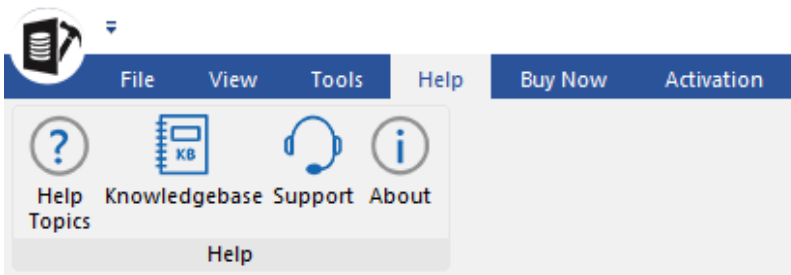 File View Tools Help Buy Now Activation
KB
Help Topics Knowledgebase Support About
Help